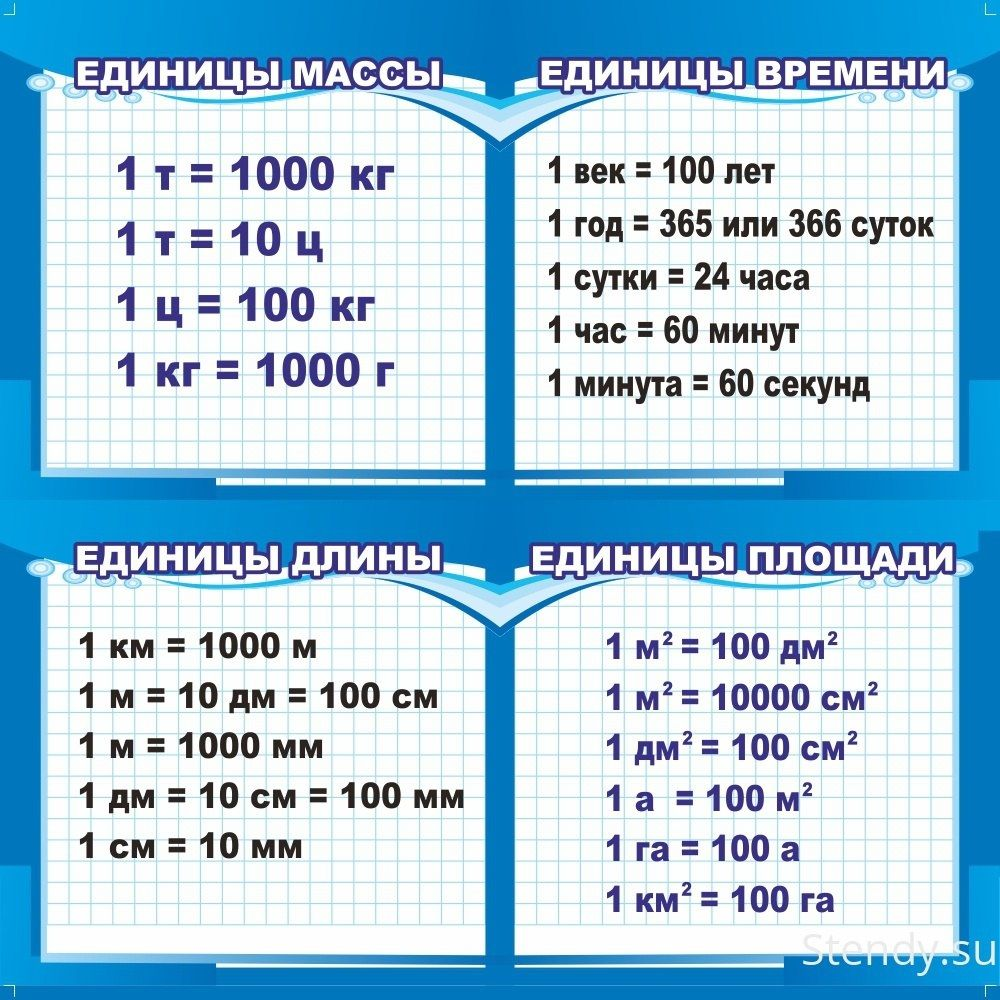 ЕДИНИЦЫ МАССЫ
1 т = 1000 кг
1 т = 10 ц
1 ц = 100 кг
1 кг = 1000 г
ЕДИНИЦЫ ВРЕМЕНИ
1 век = 100 лет
1 год = 365 или 366 суток
1 сутки = 24 часа
1 час = 60 минут
1 минута = 60 секунд
ЕДИНИЦЫ ДЛИНЫ
1 км = 1000 м
1 м = 10 дм = 100 см
1 м = 1000 мм
1 дм = 10 см = 100 мм
1 см = 10 мм
ЕДИНИЦЫ ПЛОЩАДИ
1 м² = 100 дм²
1 м² = 10000 см²
1 дм² = 100 см²
1 а = 100 м²
1 га = 100 а
1 км² = 100 га
Stendy.su